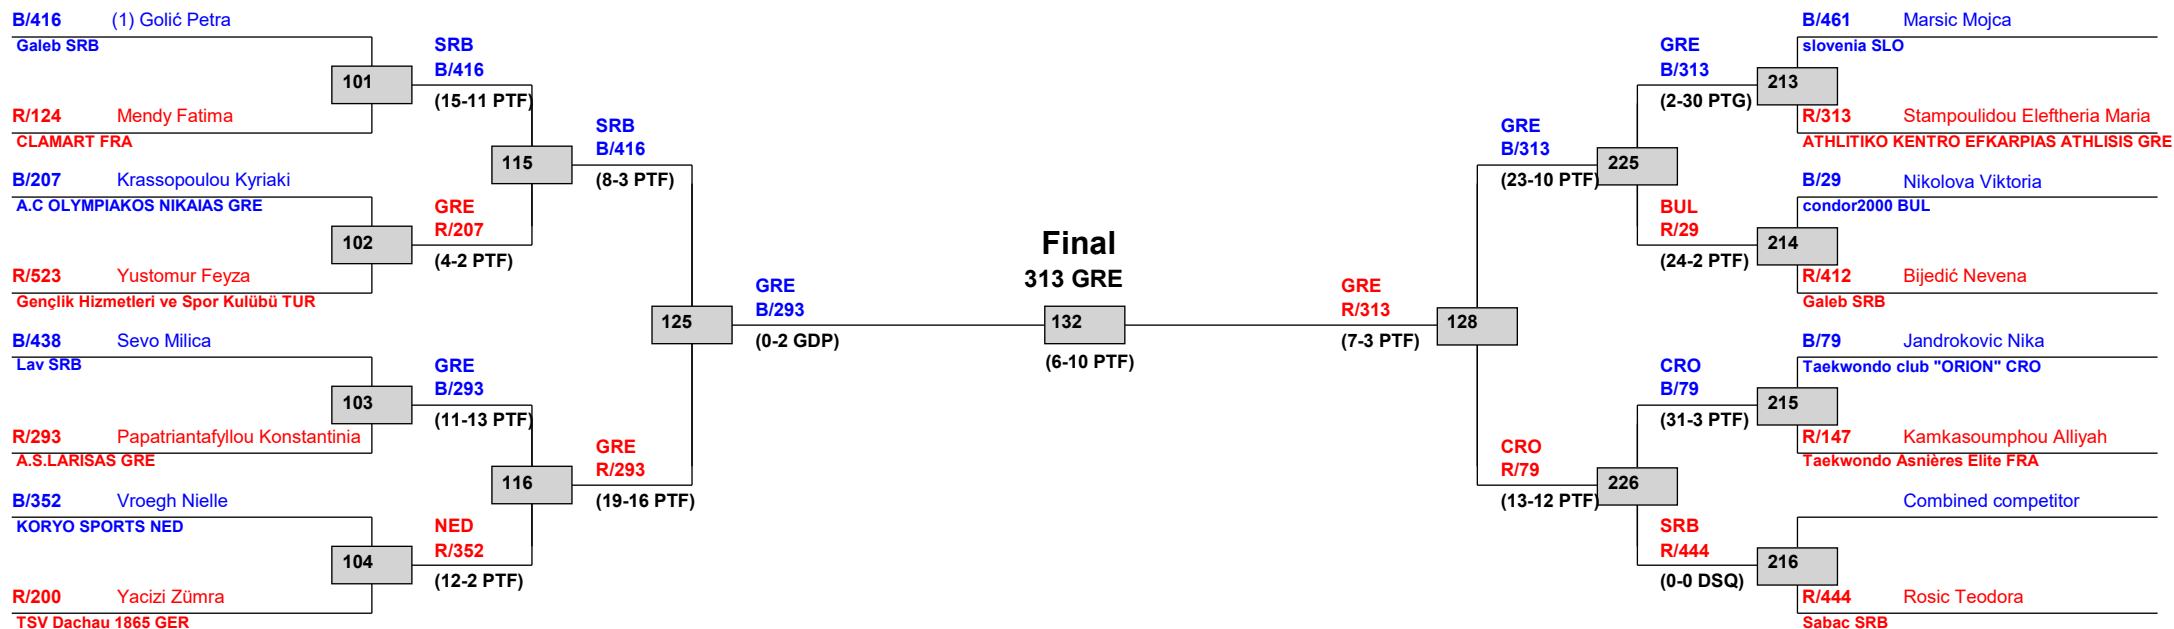 B/416 (1) Golić Petra
Galeb SRB
101
R/124 Mendy Fatima
CLAMART FRA
B/207 Krassopoulou Kyriaki
A.C OLYMPIAKOS NIKAIAS GRE
102
R/523 Yustomur Feyza
Gençlik Hizmetleri ve Spor Kulübü TUR
B/438 Sevo Milica
Lav SRB
103
R/293 Papatriantafyllou Konstantinia
A.S.LARISAS GRE
B/352 Vroegh Nielle
KORYO SPORTS NED
104
R/200 Yacizi Zümra
TSV Dachau 1865 GER
SRB
B/416
(15-11 PTF)
115
GRE
R/207
(4-2 PTF)
GRE
B/293
(11-13 PTF)
116
NED
R/352
(12-2 PTF)
SRB
B/416
(8-3 PTF)
125
GRE
R/293
(19-16 PTF)
GRE
B/293
(0-2 GDP)
Final
313 GRE
132
(6-10 PTF)
GRE
R/313
(7-3 PTF)
128
GRE
B/313
(23-10 PTF)
CRO
R/79
(13-12 PTF)
GRE
B/313
(2-30 PTG)
225
BUL
R/29
(24-2 PTF)
CRO
B/79
(31-3 PTF)
226
SRB
R/444
(0-0 DSQ)
B/461 Marsic Mojca
slovenia SLO
213
R/313 Stampoulidou Eleftheria Maria
ATHLITIKO KENTRO EFKARPIAS ATHLISIS GRE
B/29 Nikolova Viktoria
condor2000 BUL
214
R/412 Bijedić Nevena
Galeb SRB
B/79 Jandrokovic Nika
Taekwondo club "ORION" CRO
215
R/147 Kamkasoumphou Alliyah
Taekwondo Asnières Elite FRA
Combined competitor
216
R/444 Rosic Teodora
Sabac SRB